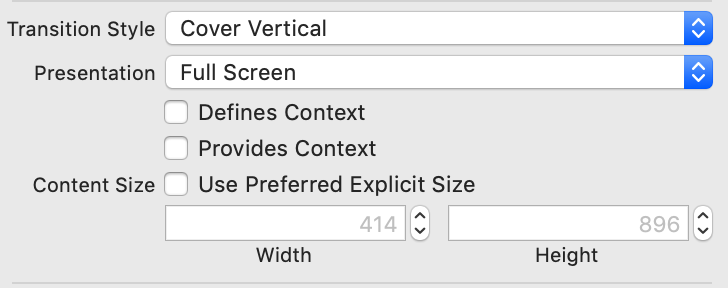 Transition Style Cover Vertical
Presentation Full Screen
Defines Context
Provides Context
Content Size Use Preferred Explicit Size
414 896
Width Height